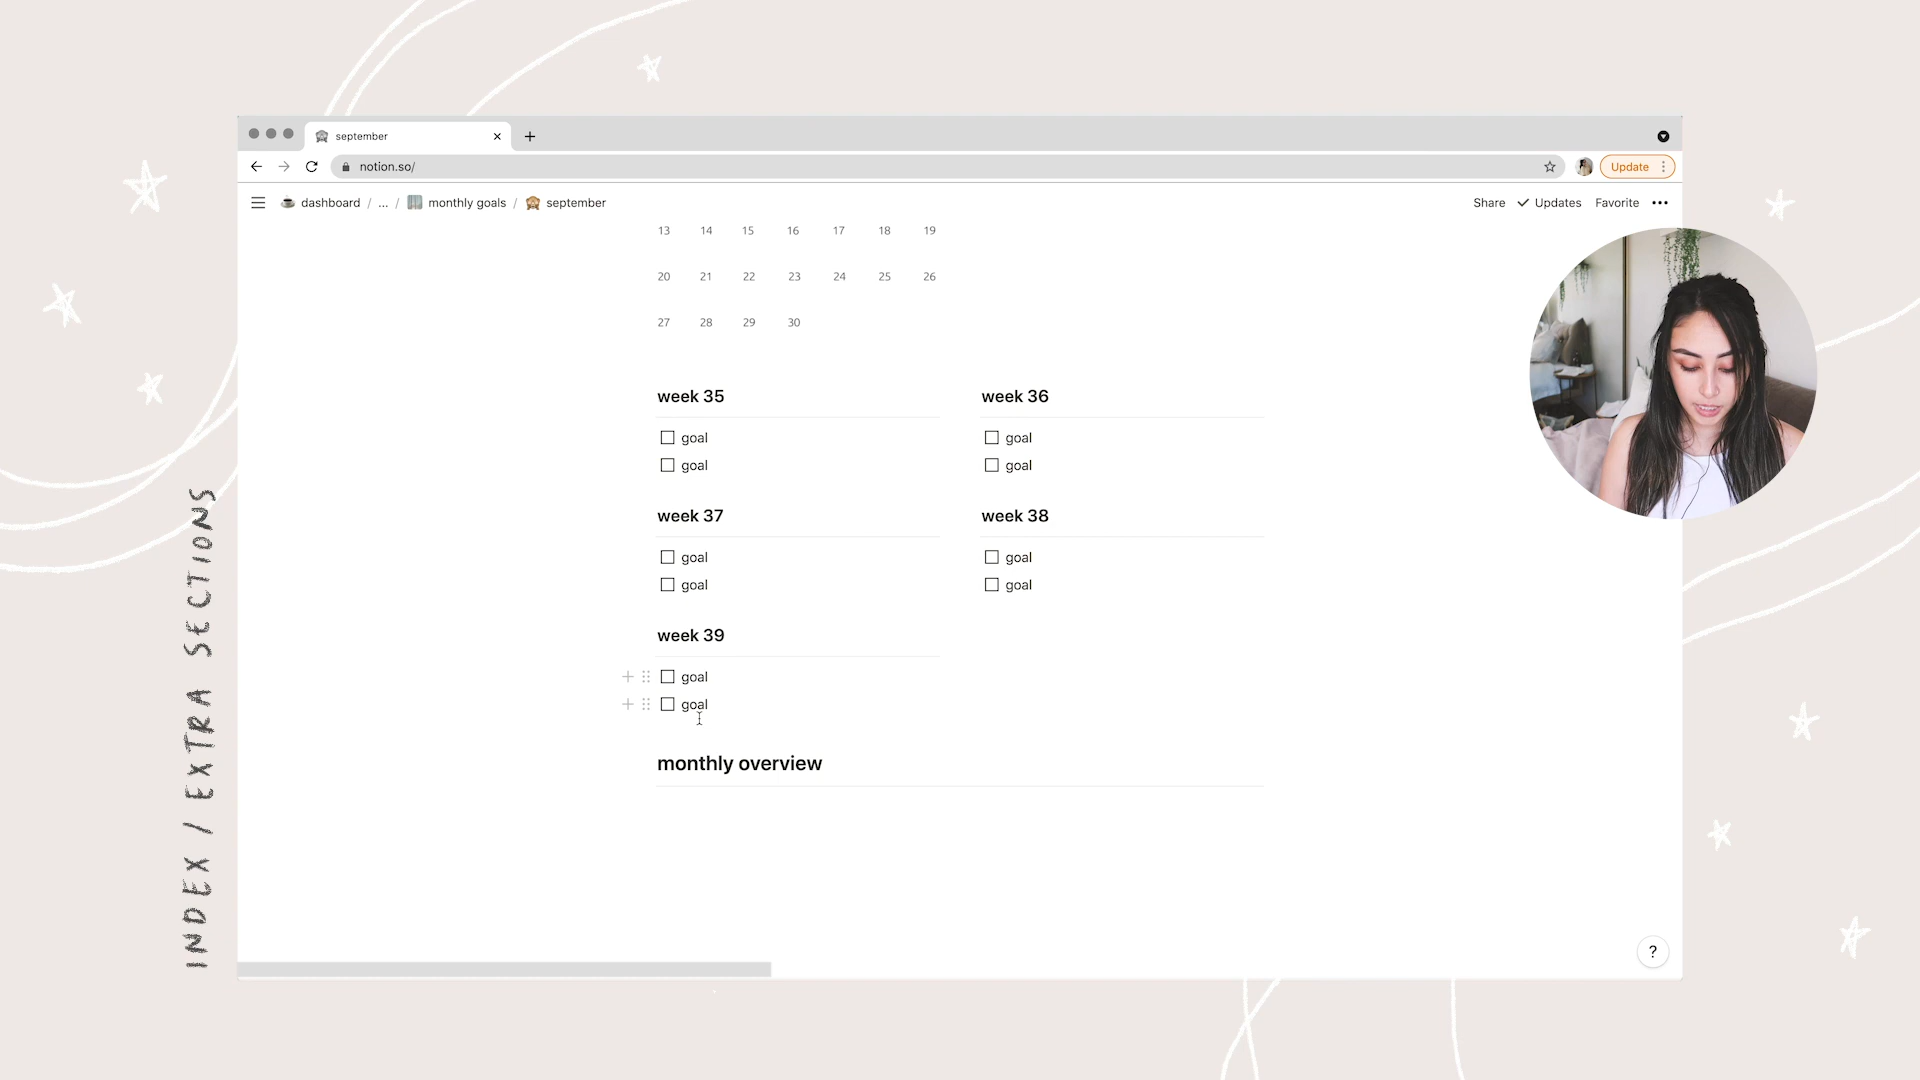 september
notion.so/
Update
dashboard / ... / monthly goals / september
Share Updates Favorite
13 14 15 16 17 18 19
20 21 22 23 24 25 26
27 28 29 30
week 35
goal
goal
week 36
goal
goal
week 37
goal
goal
week 38
goal
goal
week 39
goal
goal
monthly overview
?
INDEX / EXTRA SECTIONS